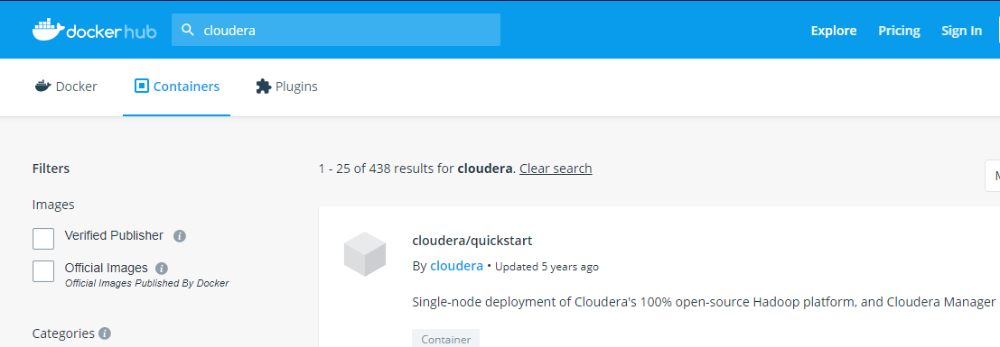 dockerhub
cloudera
Explore
Pricing
Sign In
Docker
Containers
Plugins
Filters
1 - 25 of 438 results for cloudera. Clear search
Images
Verified Publisher
Official Images
Official Images Published By Docker
Categories
cloudera/quickstart
By cloudera • Updated 5 years ago
Single-node deployment of Cloudera's 100% open-source Hadoop platform, and Cloudera Manager
Container